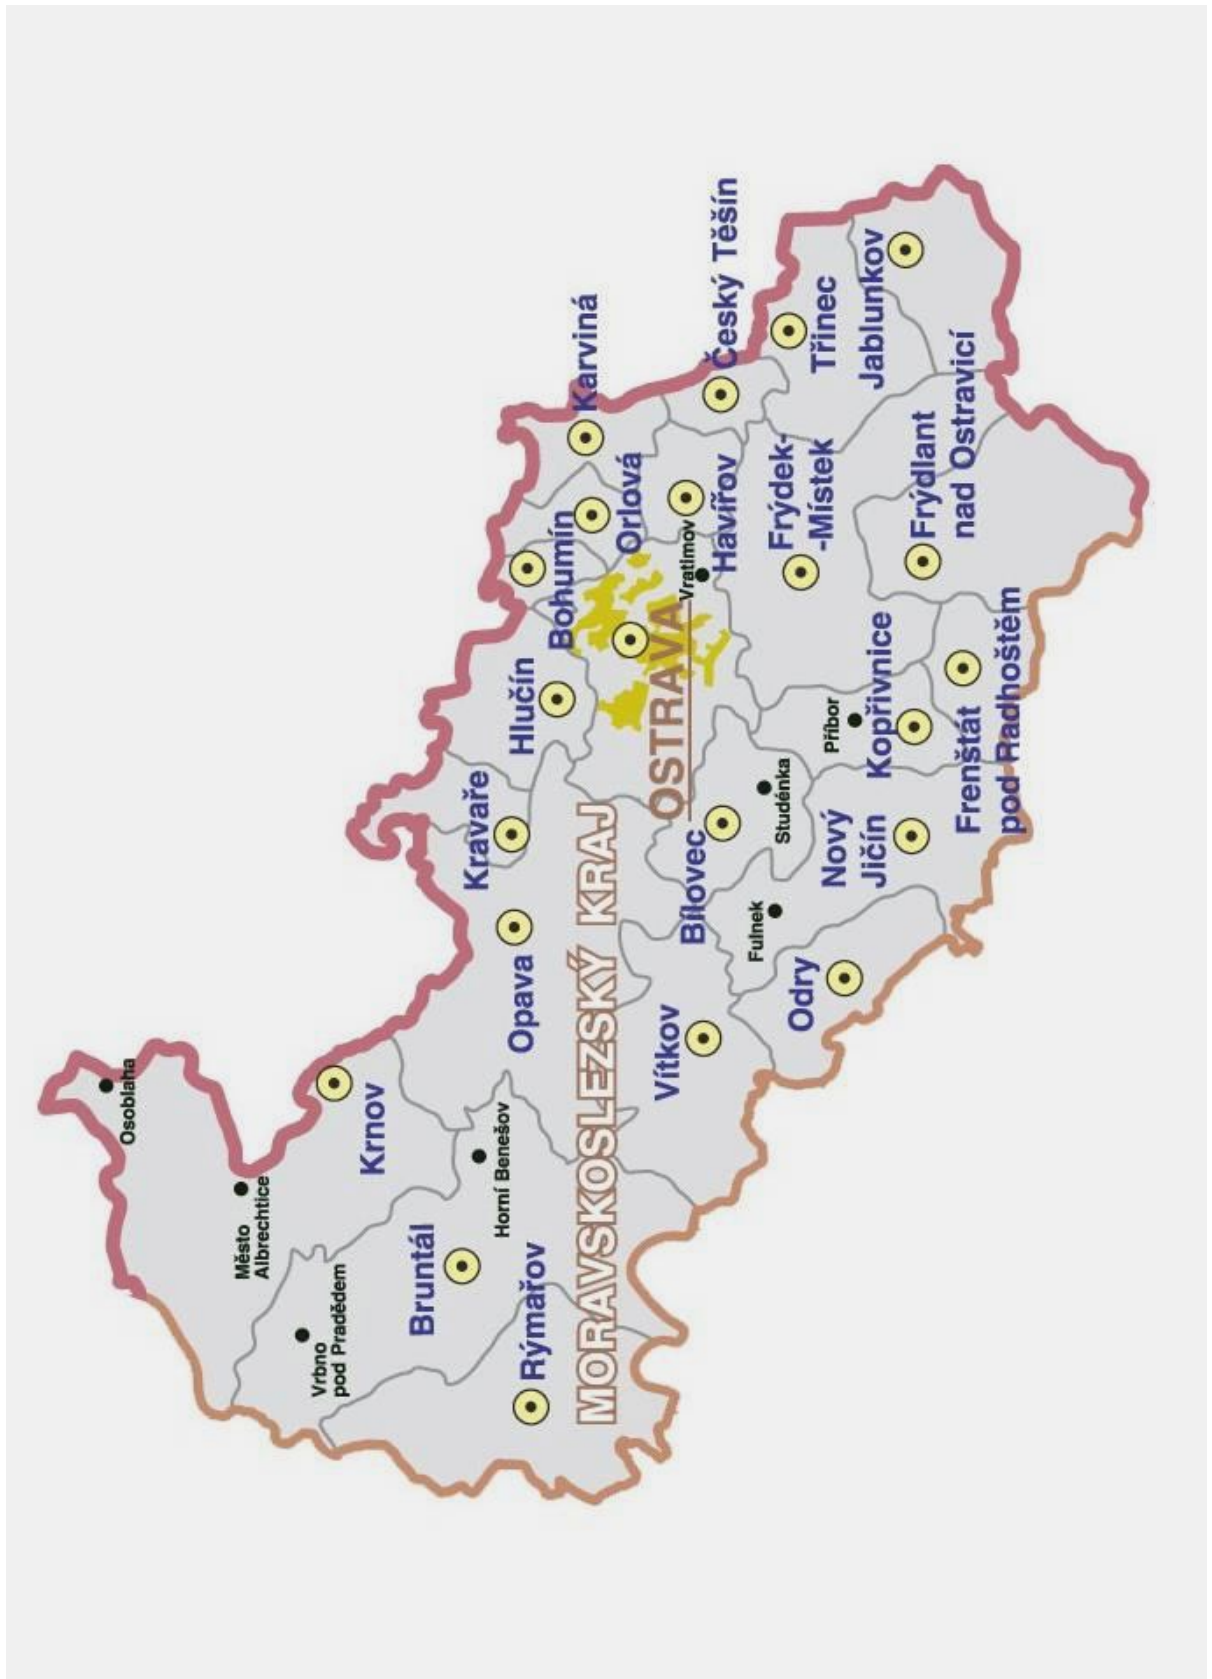 Osoblaha
Město
Albrechtice
Krnov
Vrbno
pod Pradědem
Bruntál
Horní Benešov
Rýmařov
Opava
Kravaře
Hlučín
Bohumín
Karviná
Orlová
MORAVSKOSLEZSKÝ KRAJ
OSTRAVA
Vratimov
Havířov
Český Těšín
Vítkov
Bílovec
Studénka
Fulnek
Odry
Nový
Jičín
Příbor
Kopřivnice
Frýdek-
-Místek
Třinec
Jablunkov
Frýdlant
nad Ostravicí
Frenštát
pod Radhoštěm